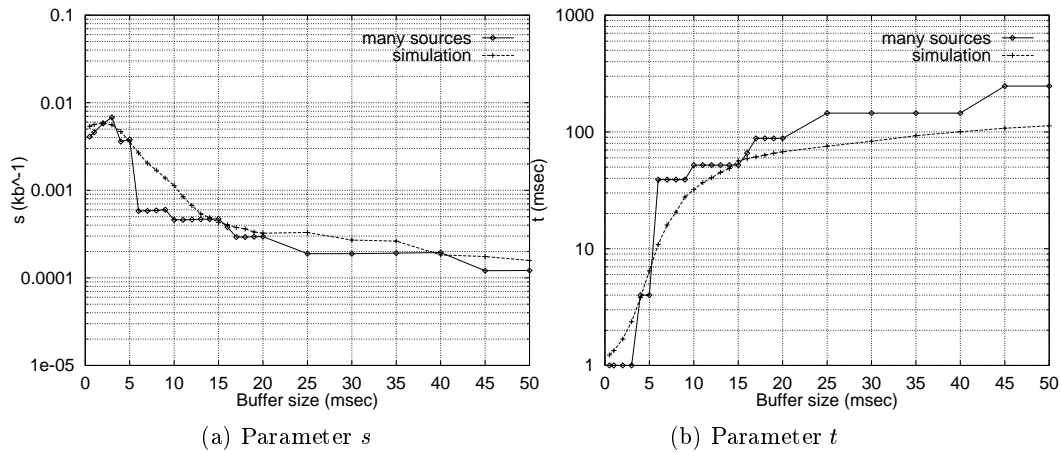 0.1
many sources
simulation
0.01
s (kb^-1)
0.001
0.0001
1e-05
0 5 10 15 20 25 30 35 40 45 50
Buffer size (msec)
(a) Parameter s
1000
many sources
simulation
100
t (msec)
10
1
0 5 10 15 20 25 30 35 40 45 50
Buffer size (msec)
(b) Parameter t